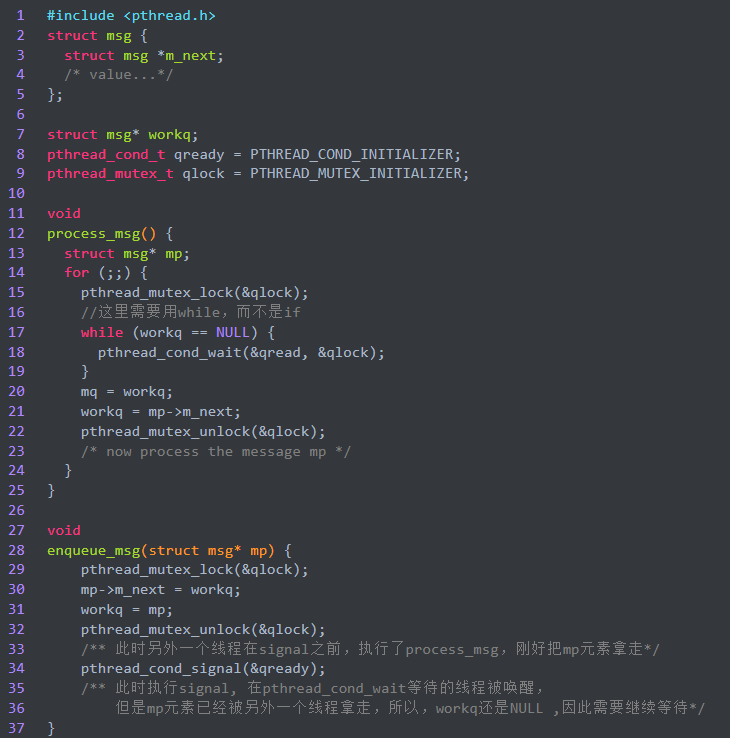 1 #include <pthread.h>
2 struct msg {
3 struct msg *m_next;
4 /* value...*/
5 };
6
7 struct msg* workq;
8 pthread_cond_t qready = PTHREAD_COND_INITIALIZER;
9 pthread_mutex_t qlock = PTHREAD_MUTEX_INITIALIZER;
10
11 void
12 process_msg() {
13 struct msg* mp;
14 for (;;) {
15 pthread_mutex_lock(&qlock);
16 //这里需要用while，而不是if
17 while (workq == NULL) {
18 pthread_cond_wait(&qread, &qlock);
19 }
20 mq = workq;
21 workq = mp->m_next;
22 pthread_mutex_unlock(&qlock);
23 /* now process the message mp */
24 }
25 }
26
27 void
28 enqueue_msg(struct msg* mp) {
29 pthread_mutex_lock(&qlock);
30 mp->m_next = workq;
31 workq = mp;
32 pthread_mutex_unlock(&qlock);
33 /** 此时另外一个线程在signal之前，执行了process_msg，刚好把mp元素拿走*/
34 pthread_cond_signal(&qready);
35 /** 此时执行signal, 在pthread_cond_wait等待的线程被唤醒，
36 但是mp元素已经被另外一个线程拿走，所以，workq还是NULL ,因此需要继续等待*/
37 }